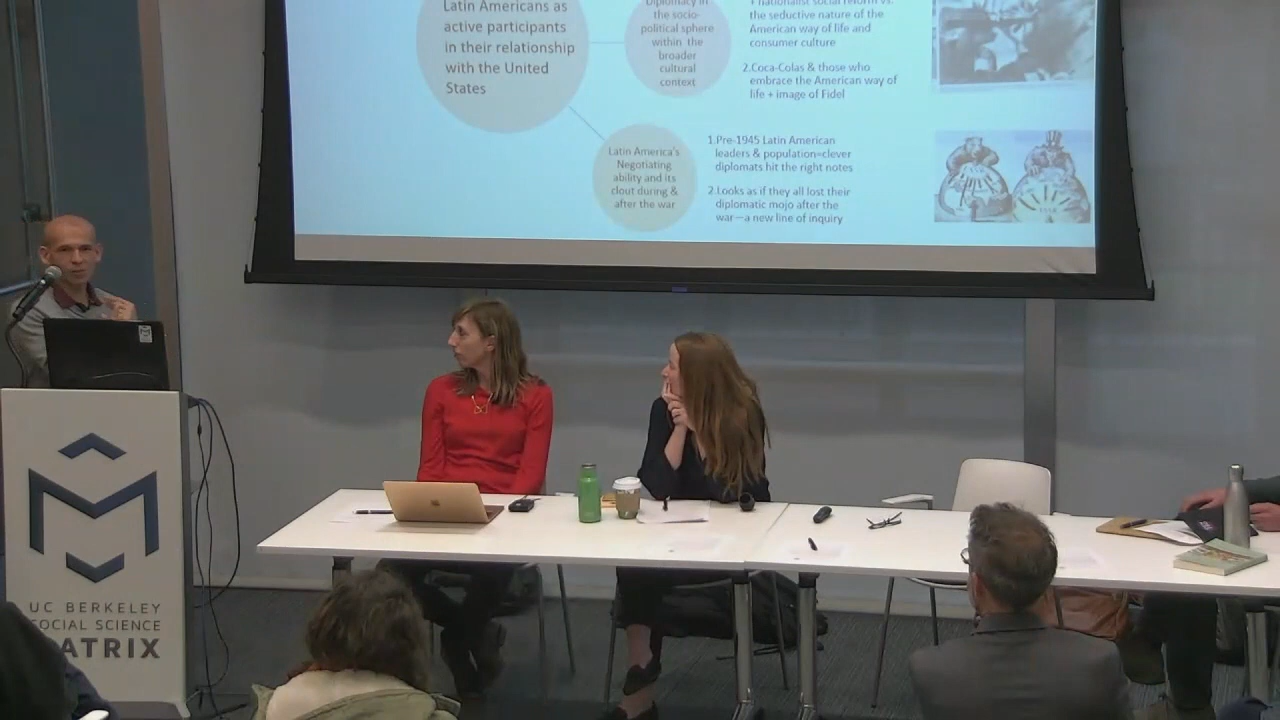 Latin Americans as
active participants
in their relationship
with the United
States
Diplomacy in
the socio-
political sphere
within the
broader
cultural
context
1 nationalist social reform vs.
the seductive nature of the
American way of life and
consumer culture
2.Coca-Colas & those who
embrace the American way of
life + image of Fidel
Latin America's
Negotiating
ability and its
clout during &
after the war
1.Pre-1945 Latin American
leaders & population=clever
diplomats hit the right notes
2.Looks as if they all lost their
diplomatic mojo after the
war—a new line of inquiry
UC BERKELEY
SOCIAL SCIENCE
MATRIX